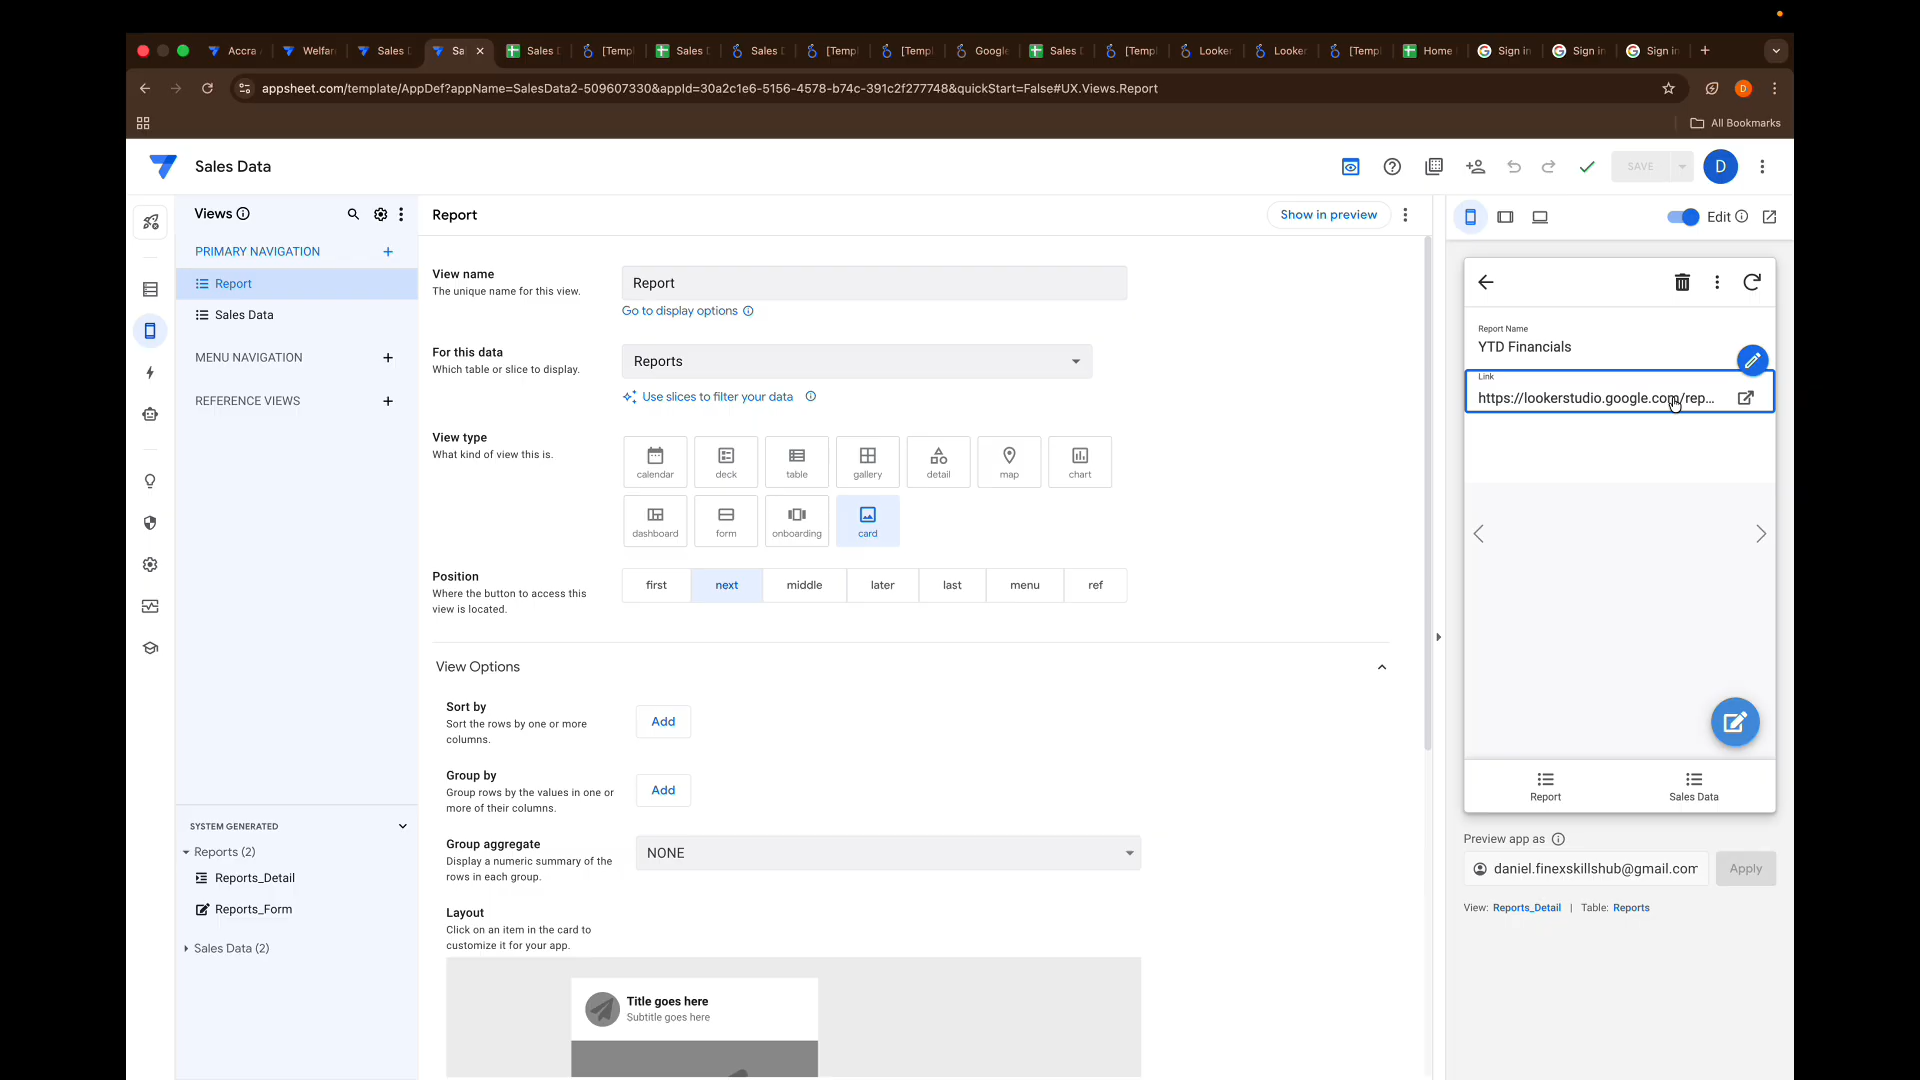 Accra
Welfar
Sales D
Sa
Sales D
[Templ
Sales D
Sales D
[Templ
[Templ
Google
Sales D
[Templ
Looker
Looker
[Templ
Home
Sign in
Sign in
Sign in
appsheet.com/template/AppDef?appName=SalesData2-509607330&appId=30a2c1e6-5156-4578-b74c-391c2f277748&quickStart=False#UX.Views.Report
D
All Bookmarks
Sales Data
SAVE
D
Views
Report
Show in preview
Edit
PRIMARY NAVIGATION
Report
Sales Data
MENU NAVIGATION
REFERENCE VIEWS
View name
The unique name for this view.
Report
Go to display options
For this data
Which table or slice to display.
Reports
Use slices to filter your data
View type
What kind of view this is.
calendar
deck
table
gallery
detail
map
chart
dashboard
form
onboarding
card
Position
Where the button to access this
view is located.
first
next
middle
later
last
menu
ref
View Options
Sort by
Sort the rows by one or more
columns.
Add
Group by
Group rows by the values in one or
more of their columns.
Add
Group aggregate
Display a numeric summary of the
rows in each group.
NONE
Layout
Click on an item in the card to
customize it for your app.
Title goes here
Subtitle goes here
SYSTEM GENERATED
Reports (2)
Reports_Detail
Reports_Form
Sales Data (2)
Report Name
YTD Financials
Link
https://lookerstudio.google.com/rep...
Report
Sales Data
Preview app as
daniel.finexskillshub@gmail.com
Apply
View: Reports_Detail | Table: Reports